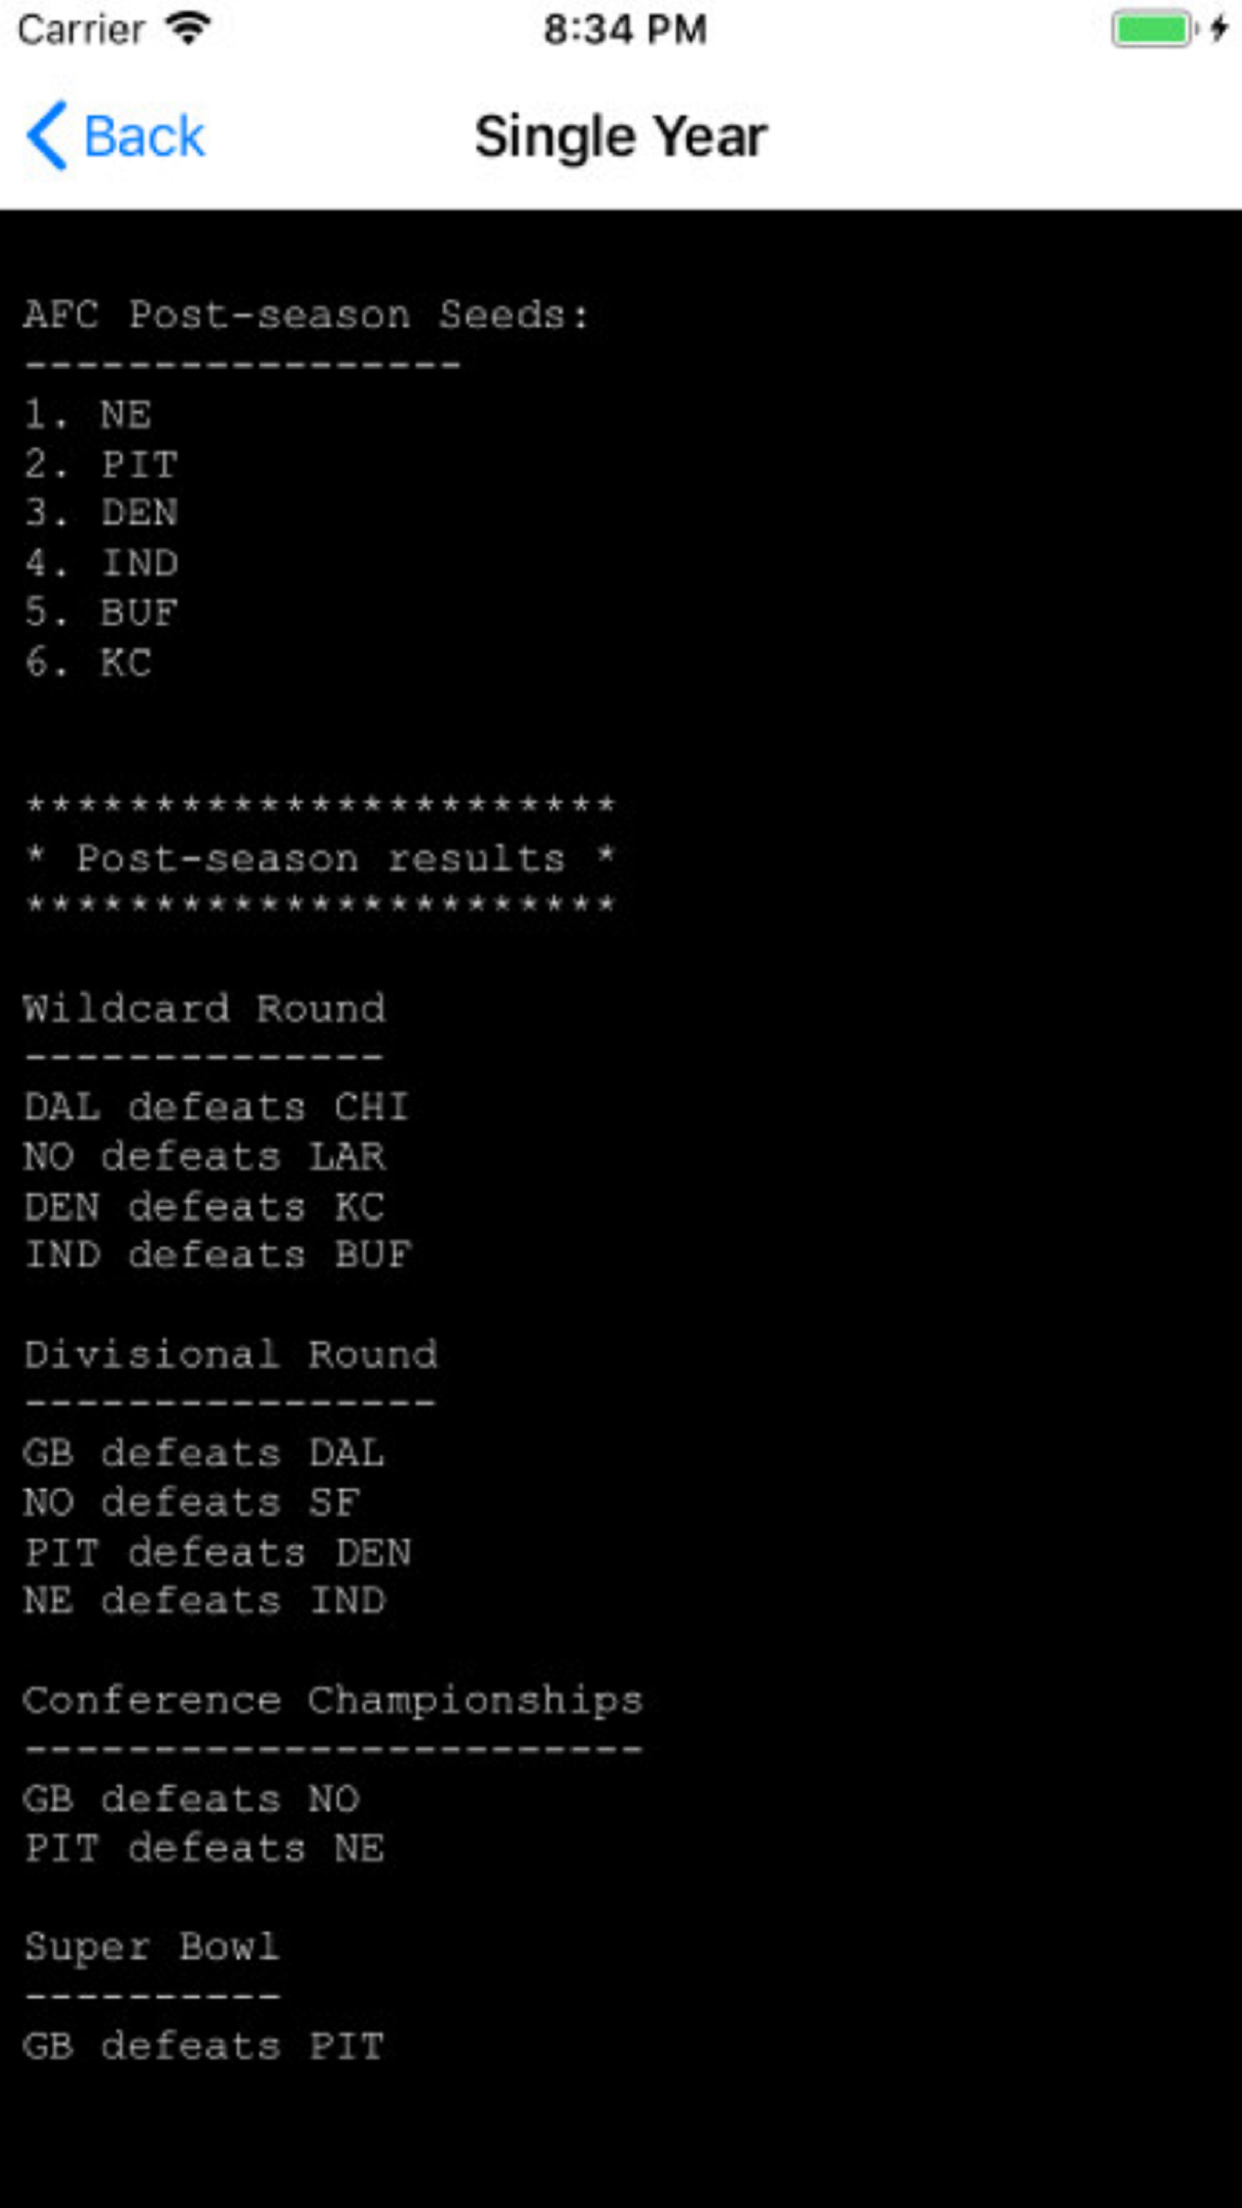 Carrier 8:34 PM
Back Single Year
AFC Post-season Seeds:
-----------------
1. NE
2. PIT
3. DEN
4. IND
5. BUF
6. KC
***********************
* Post-season results *
***********************
Wildcard Round
--------------
DAL defeats CHI
NO defeats LAR
DEN defeats KC
IND defeats BUF
Divisional Round
----------------
GB defeats DAL
NO defeats SF
PIT defeats DEN
NE defeats IND
Conference Championships
------------------------
GB defeats NO
PIT defeats NE
Super Bowl
----------
GB defeats PIT